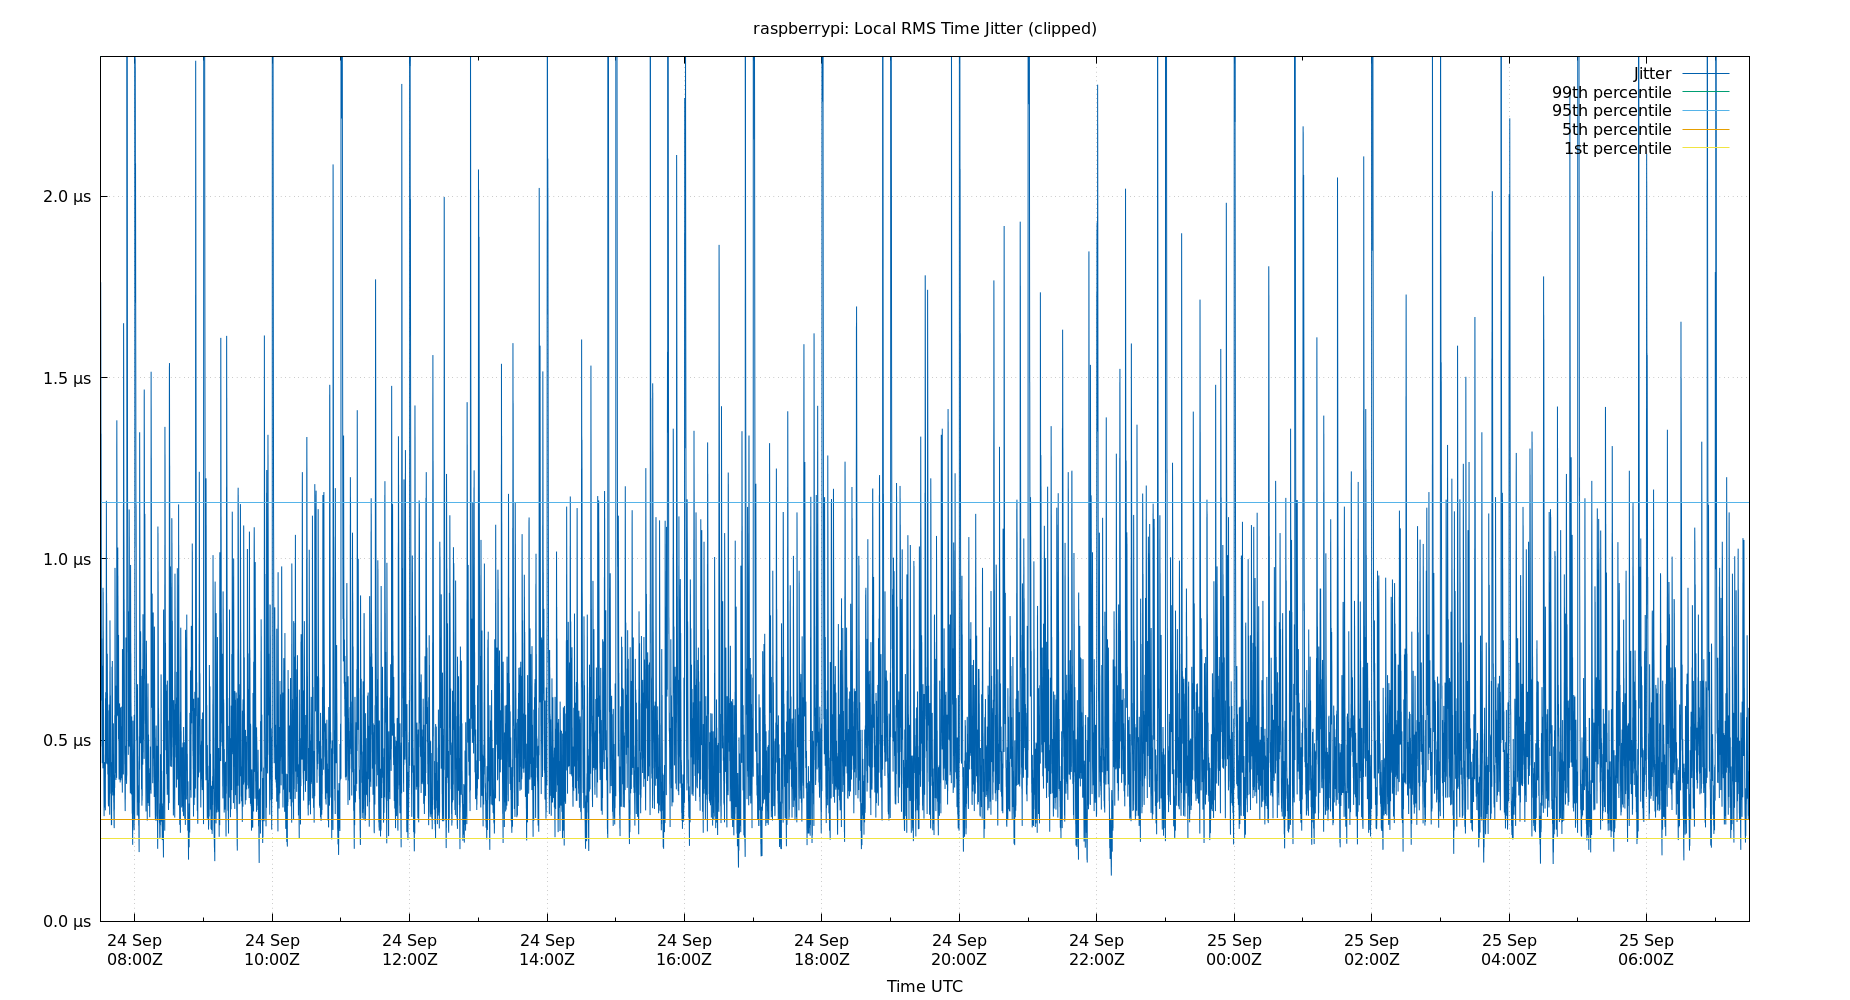 raspberrypi: Local RMS Time Jitter (clipped)
Jitter
99th percentile
95th percentile
5th percentile
1st percentile
2.0 µs
1.5 µs
1.0 µs
0.5 µs
0.0 µs
24 Sep 24 Sep 24 Sep 24 Sep 24 Sep 24 Sep 24 Sep 24 Sep 25 Sep 25 Sep 25 Sep 25 Sep
08:00Z 10:00Z 12:00Z 14:00Z 16:00Z 18:00Z 20:00Z 22:00Z 00:00Z 02:00Z 04:00Z 06:00Z
Time UTC